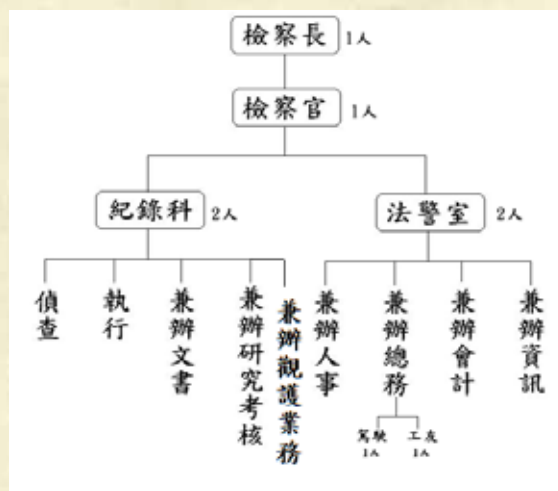 檢察長 1人
檢察官 1人
紀錄科 2人
法警室 2人
偵查
執行
兼辦文書
兼辦研究考核
兼辦觀護業務
兼辦人事
兼辦總務
兼辦會計
兼辦資訊
駕駛
1人
工友
1人